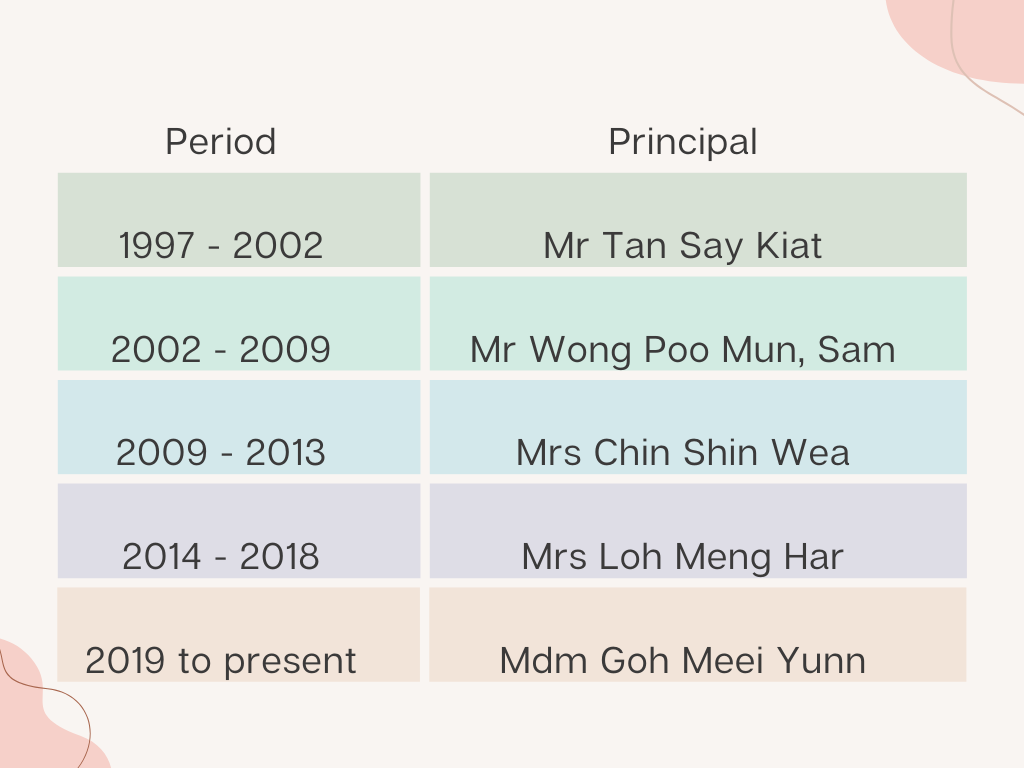 Period Principal
1997 - 2002 Mr Tan Say Kiat
2002 - 2009 Mr Wong Poo Mun, Sam
2009 - 2013 Mrs Chin Shin Wea
2014 - 2018 Mrs Loh Meng Har
2019 to present Mdm Goh Meei Yunn